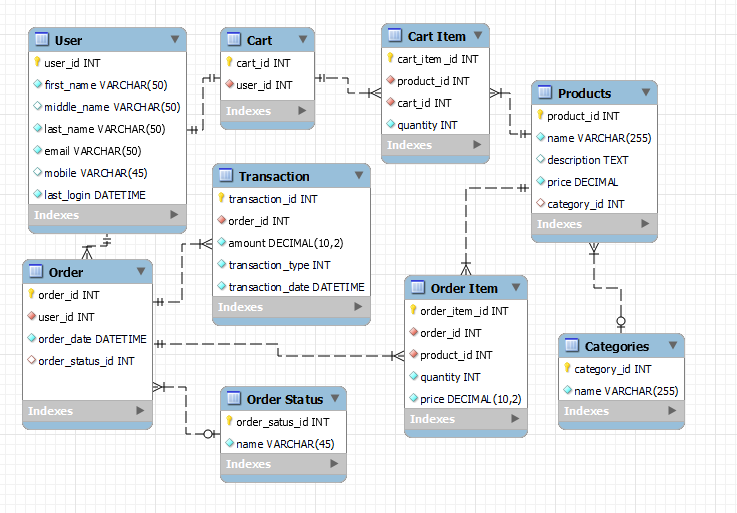 User
user_id INT
first_name VARCHAR(50)
middle_name VARCHAR(50)
last_name VARCHAR(50)
email VARCHAR(50)
mobile VARCHAR(45)
last_login DATETIME
Indexes
Cart
cart_id INT
user_id INT
Indexes
Cart Item
cart_item_id INT
product_id INT
cart_id INT
quantity INT
Indexes
Products
product_id INT
name VARCHAR(255)
description TEXT
price DECIMAL
category_id INT
Indexes
Transaction
transaction_id INT
order_id INT
amount DECIMAL(10,2)
transaction_type INT
transaction_date DATETIME
Indexes
Order
order_id INT
user_id INT
order_date DATETIME
order_status_id INT
Indexes
Order Item
order_item_id INT
order_id INT
product_id INT
quantity INT
price DECIMAL(10,2)
Indexes
Categories
category_id INT
name VARCHAR(255)
Indexes
Order Status
order_satus_id INT
name VARCHAR(45)
Indexes